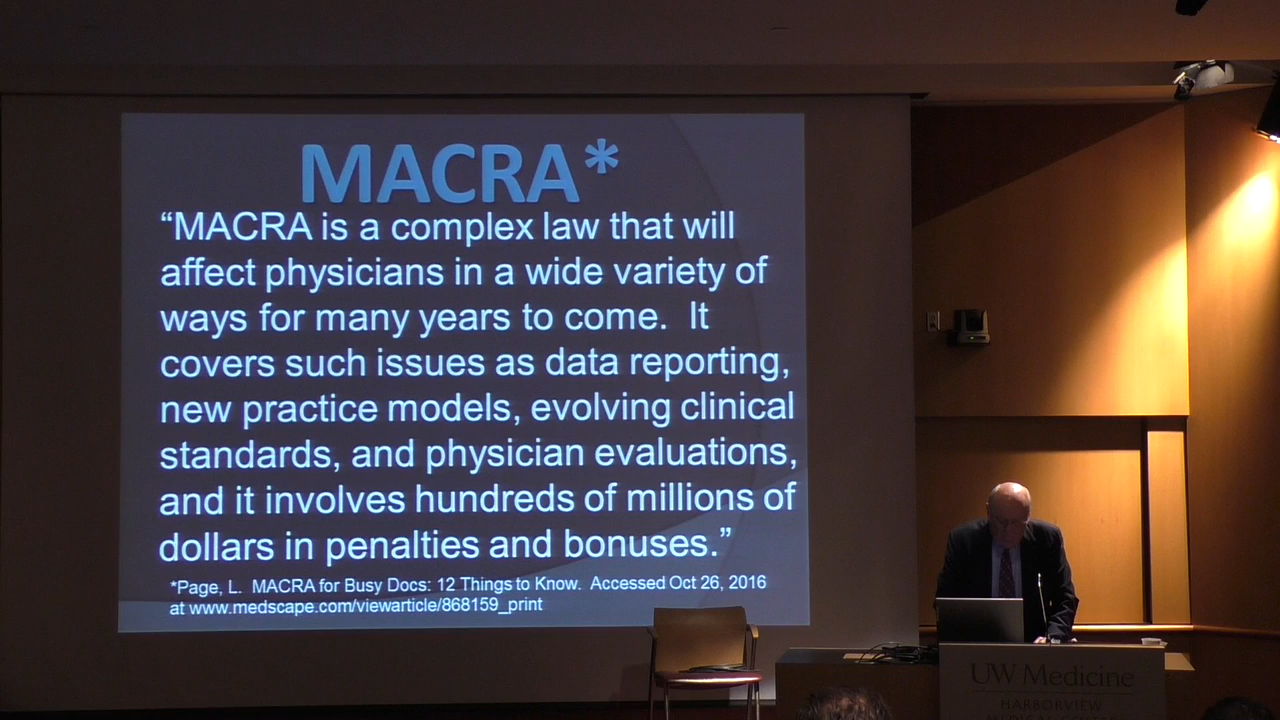 MACRA*
“MACRA is a complex law that will
affect physicians in a wide variety of
ways for many years to come.  It
covers such issues as data reporting,
new practice models, evolving clinical
standards, and physician evaluations,
and it involves hundreds of millions of
dollars in penalties and bonuses.”
*Page, L.  MACRA for Busy Docs: 12 Things to Know.  Accessed Oct 26, 2016
at www.medscape.com/viewarticle/868159_print
UW Medicine
HARBORVIEW